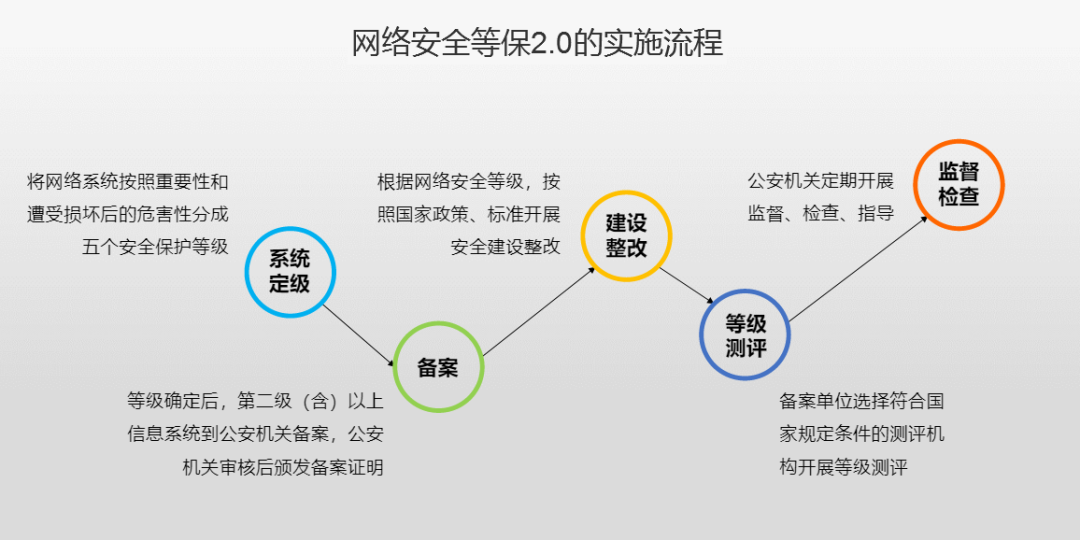 网络安全等保2.0的实施流程
将网络系统按照重要性和
遭受损坏后的危害性分成
五个安全保护等级
系统
定级
等级确定后，第二级（含）以上
信息系统到公安机关备案，公安
机关审核后颁发备案证明
备案
根据网络安全等级，按
照国家政策、标准开展
安全建设整改
建设
整改
等级
测评
备案单位选择符合国
家规定条件的测评机
构开展等级测评
公安机关定期开展
监督、检查、指导
监督
检查